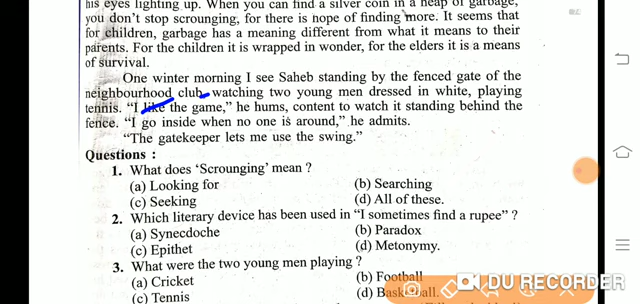 his eyes lighting up. When you can find a silver coin in a heap of garbage,
you don't stop scrounging, for there is hope of finding more. It seems that
for children, garbage has a meaning different from what it means to their
parents. For the children it is wrapped in wonder, for the elders it is a means
of survival.
One winter morning I see Saheb standing by the fenced gate of the
neighbourhood club watching two young men dressed in white, playing
tennis. “I like the game,” he hums, content to watch it standing behind the
fence. “I go inside when no one is around,” he admits.
“The gatekeeper lets me use the swing.”
Questions :
1. What does ‘Scrounging’ mean ?
(a) Looking for (b) Searching
(c) Seeking (d) All of these.
2. Which literary device has been used in “I sometimes find a rupee” ?
(a) Synecdoche (b) Paradox
(c) Epithet (d) Metonymy.
3. What were the two young men playing ?
(a) Cricket (b) Football
(c) Tennis (d) Basketball.
DU RECORDER